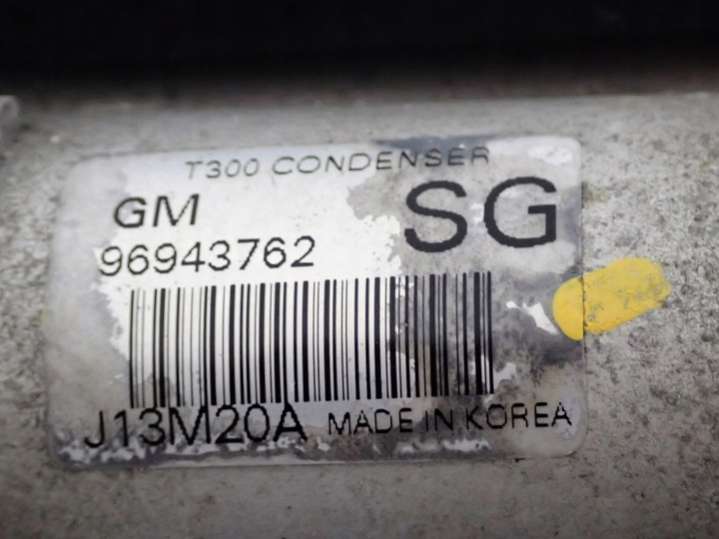 T300 CONDENSER
GM SG
96943762
J13M20A MADE IN KOREA